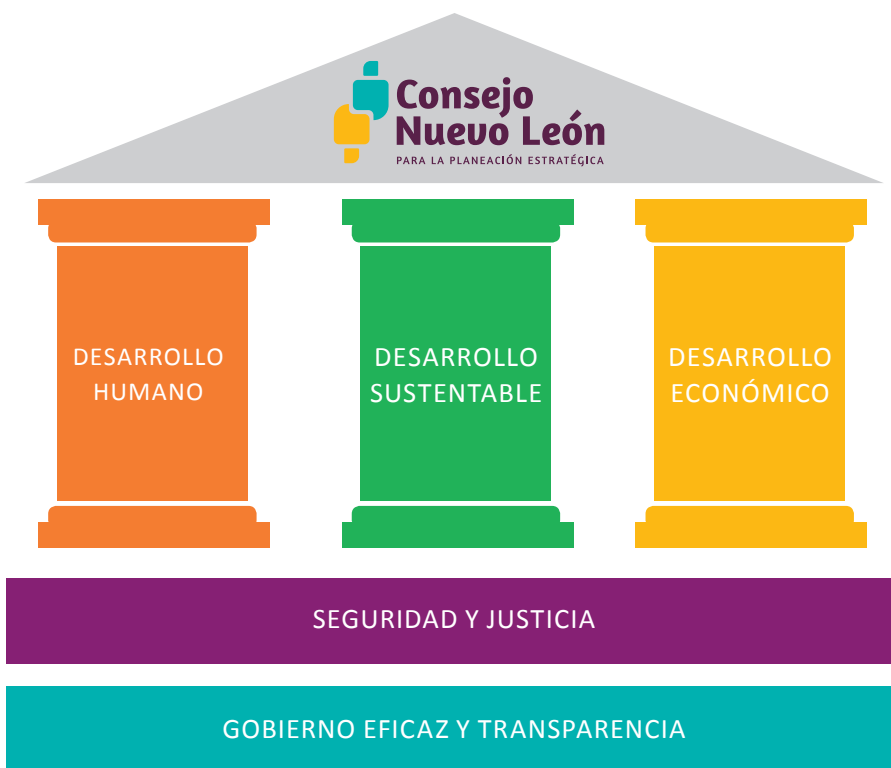 Consejo
Nuevo León
PARA LA PLANEACIÓN ESTRATÉGICA
DESARROLLO
HUMANO
DESARROLLO
SUSTENTABLE
DESARROLLO
ECONÓMICO
SEGURIDAD Y JUSTICIA
GOBIERNO EFICAZ Y TRANSPARENCIA